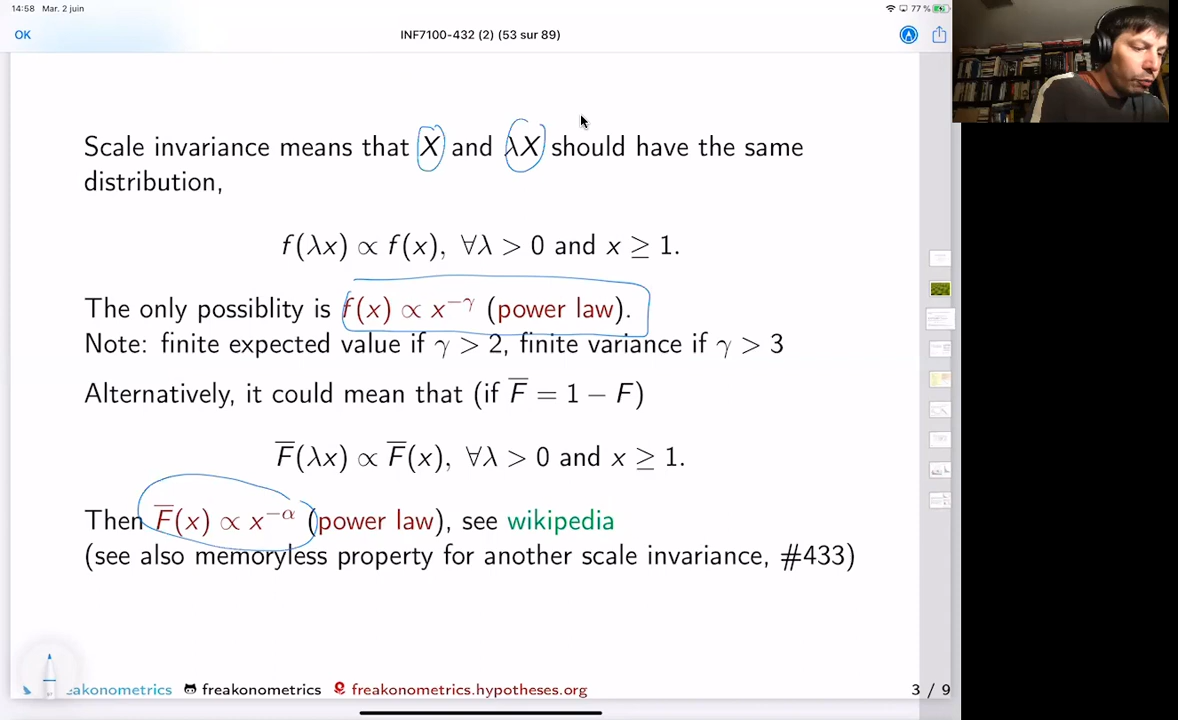 14:58 Mar. 2 juin
77 %
OK
INF7100-432 (2) (53 sur 89)
Scale invariance means that X and λX should have the same
distribution,
f(λx) ∝ f(x), ∀λ > 0 and x ≥ 1.
The only possiblity is f(x) ∝ x^{−γ} (power law).
Note: finite expected value if γ > 2, finite variance if γ > 3
Alternatively, it could mean that (if F̅ = 1 − F)
F̅(λx) ∝ F̅(x), ∀λ > 0 and x ≥ 1.
Then F̅(x) ∝ x^{−α} (power law), see wikipedia
(see also memoryless property for another scale invariance, #433)
akonometrics freakonometrics freakonometrics.hypotheses.org 3 / 9